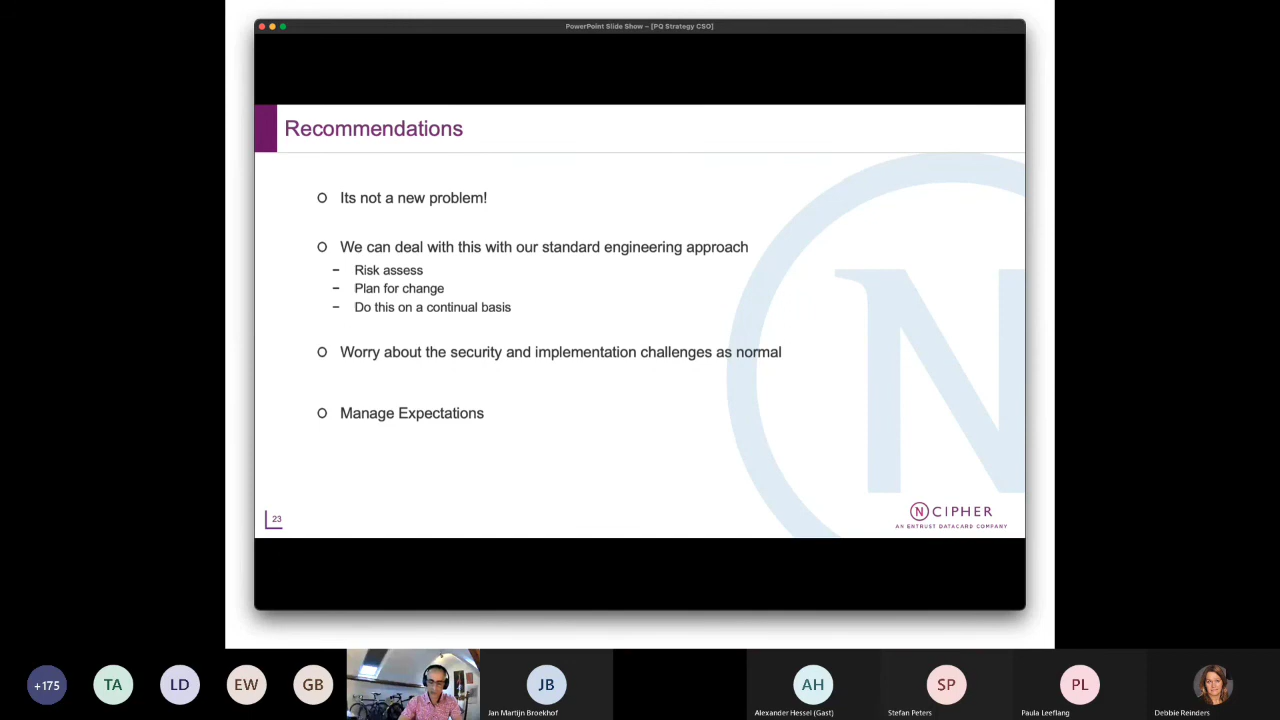 PowerPoint Slide Show – [PQ Strategy CSO]
Recommendations
Its not a new problem!
We can deal with this with our standard engineering approach
– Risk assess
– Plan for change
– Do this on a continual basis
Worry about the security and implementation challenges as normal
Manage Expectations
23
N CIPHER
AN ENTRUST DATACARD COMPANY
+175
TA
LD
EW
GB
JB
AH
SP
PL
Jan Martijn Broekhof
Alexander Hessel (Gast)
Stefan Peters
Paula Leeflang
Debbie Reinders